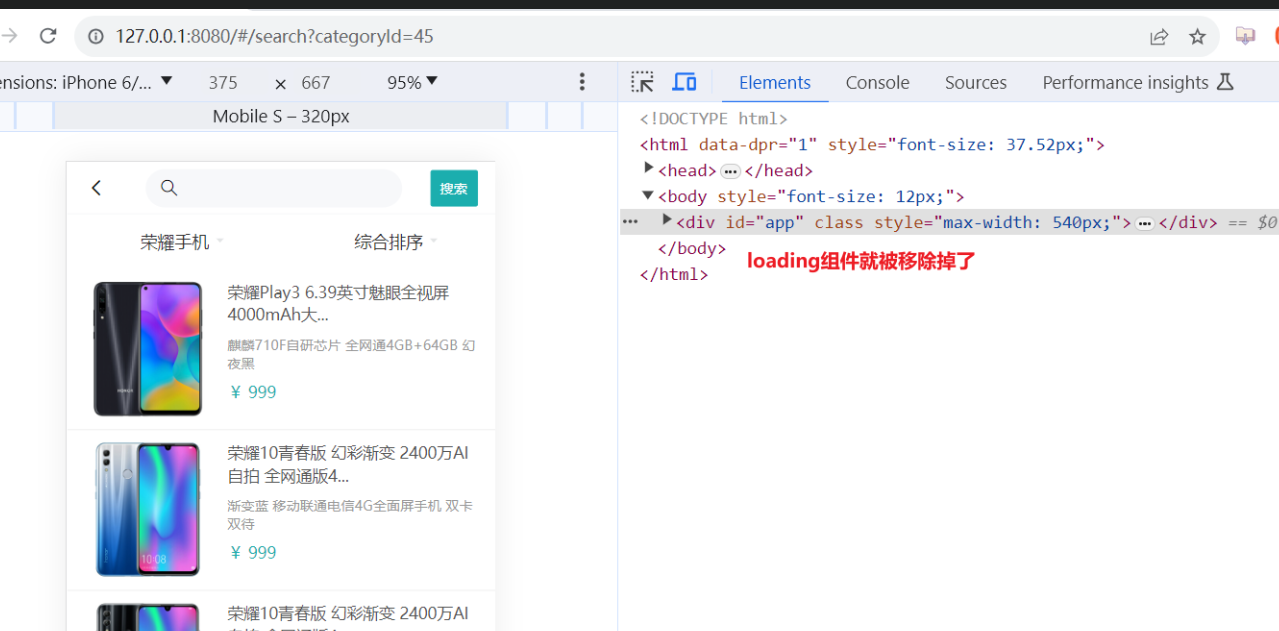 127.0.0.1:8080/#/search?categoryId=45
ensions: iPhone 6/... ▼ 375 × 667 95% ▼
Elements Console Sources Performance insights
Mobile S – 320px
搜索
荣耀手机 综合排序
荣耀Play3 6.39英寸魅眼全视屏
4000mAh大...
麒麟710F自研芯片 全网通4GB+64GB 幻
夜黑
￥ 999
荣耀10青春版 幻彩渐变 2400万AI
自拍 全网通版4...
渐变蓝 移动联通电信4G全面屏手机 双卡
双待
￥ 999
荣耀10青春版 幻彩渐变 2400万AI
<!DOCTYPE html>
<html data-dpr="1" style="font-size: 37.52px;">
▶<head>…</head>
▼<body style="font-size: 12px;">
… ▶<div id="app" class style="max-width: 540px;">…</div> == $0
</body>
loading组件就被移除掉了
</html>